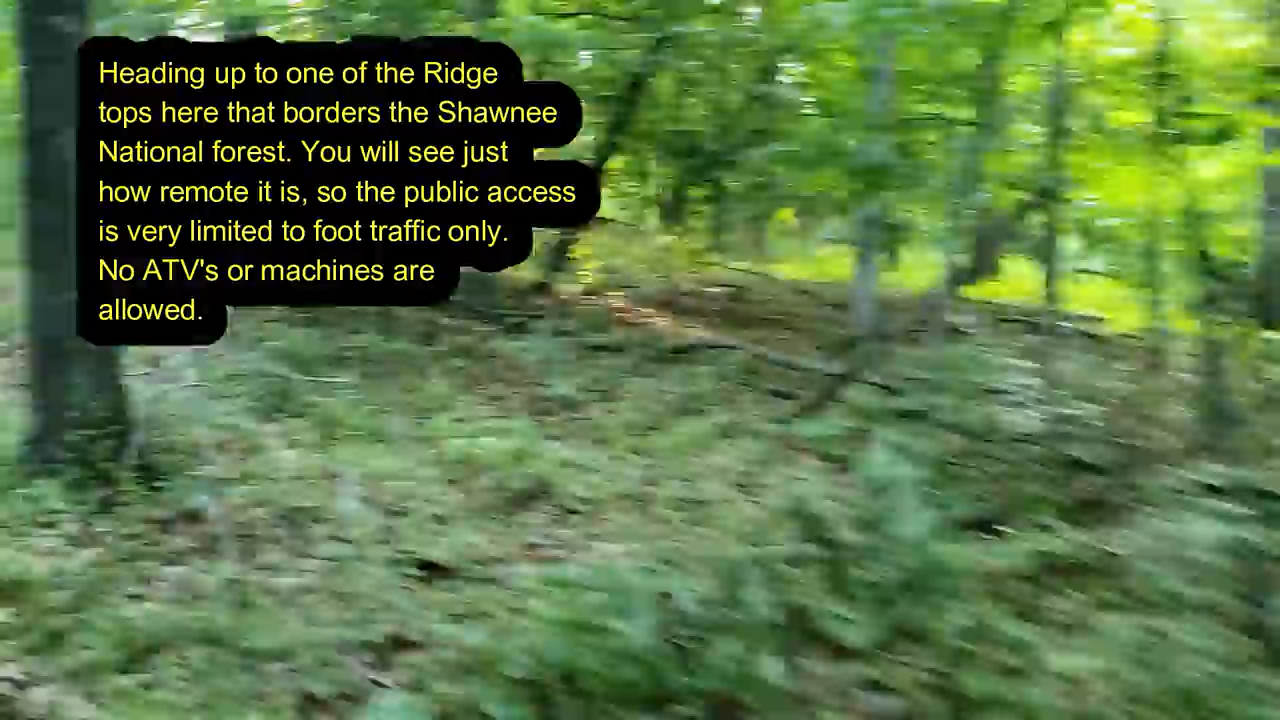 Heading up to one of the Ridge
tops here that borders the Shawnee
National forest. You will see just
how remote it is, so the public access
is very limited to foot traffic only.
No ATV's or machines are
allowed.